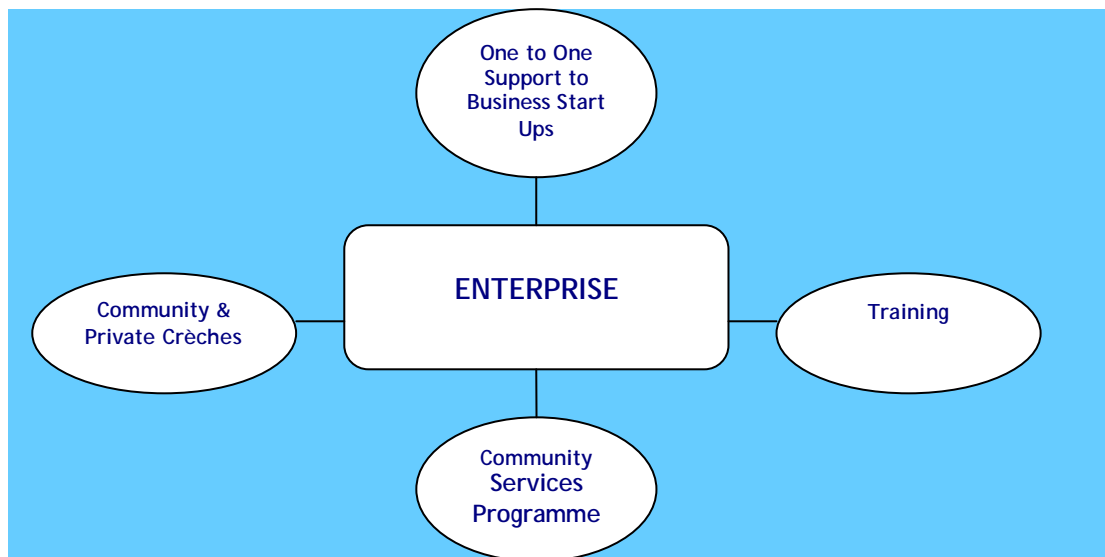 One to One
Support to
Business Start
Ups
ENTERPRISE
Community &
Private Crèches
Training
Community
Services
Programme